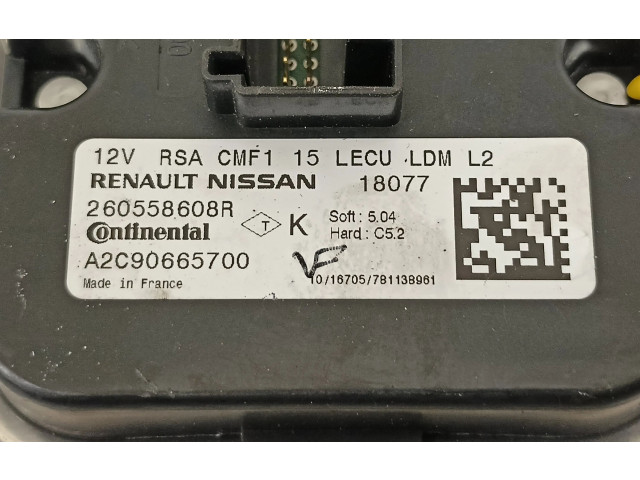 12V RSA CMF1 15 LECU LDM L2
RENAULT NISSAN 18077
260558608R
Continental
T K
Soft : 5.04
Hard : C5.2
A2C90665700
VF
Made in France
10/16705/781138961